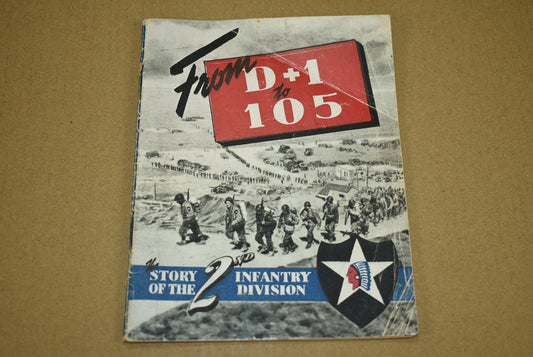 From
D+1
to
105
The
STORY
OF THE
2nd
INFANTRY
DIVISION